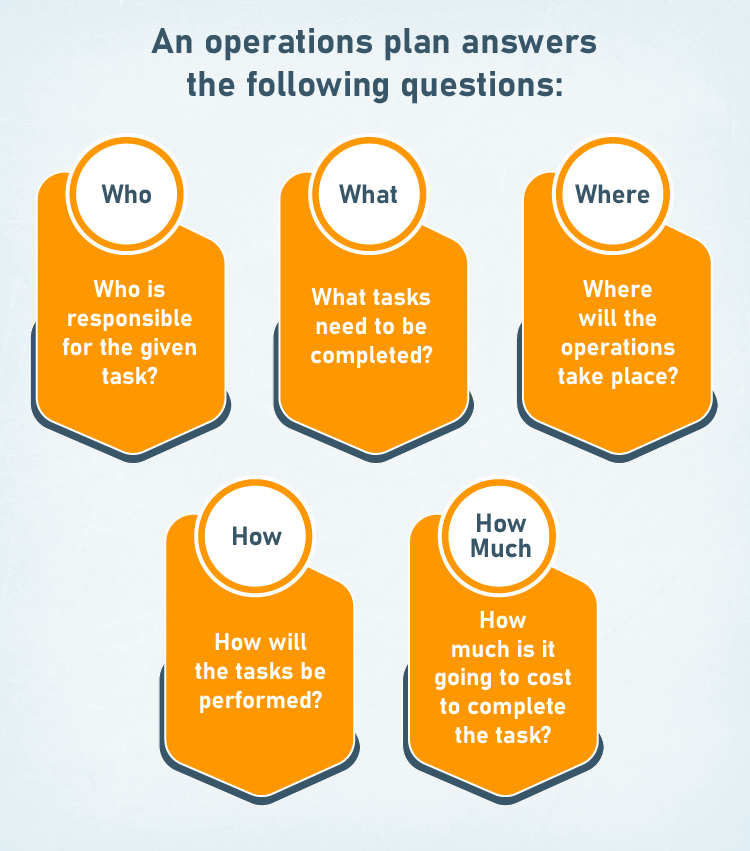 An operations plan answers
the following questions:
Who
Who is
responsible
for the given
task?
What
What tasks
need to be
completed?
Where
Where
will the
operations
take place?
How
How will
the tasks be
performed?
How
Much
How
much is it
going to cost
to complete
the task?